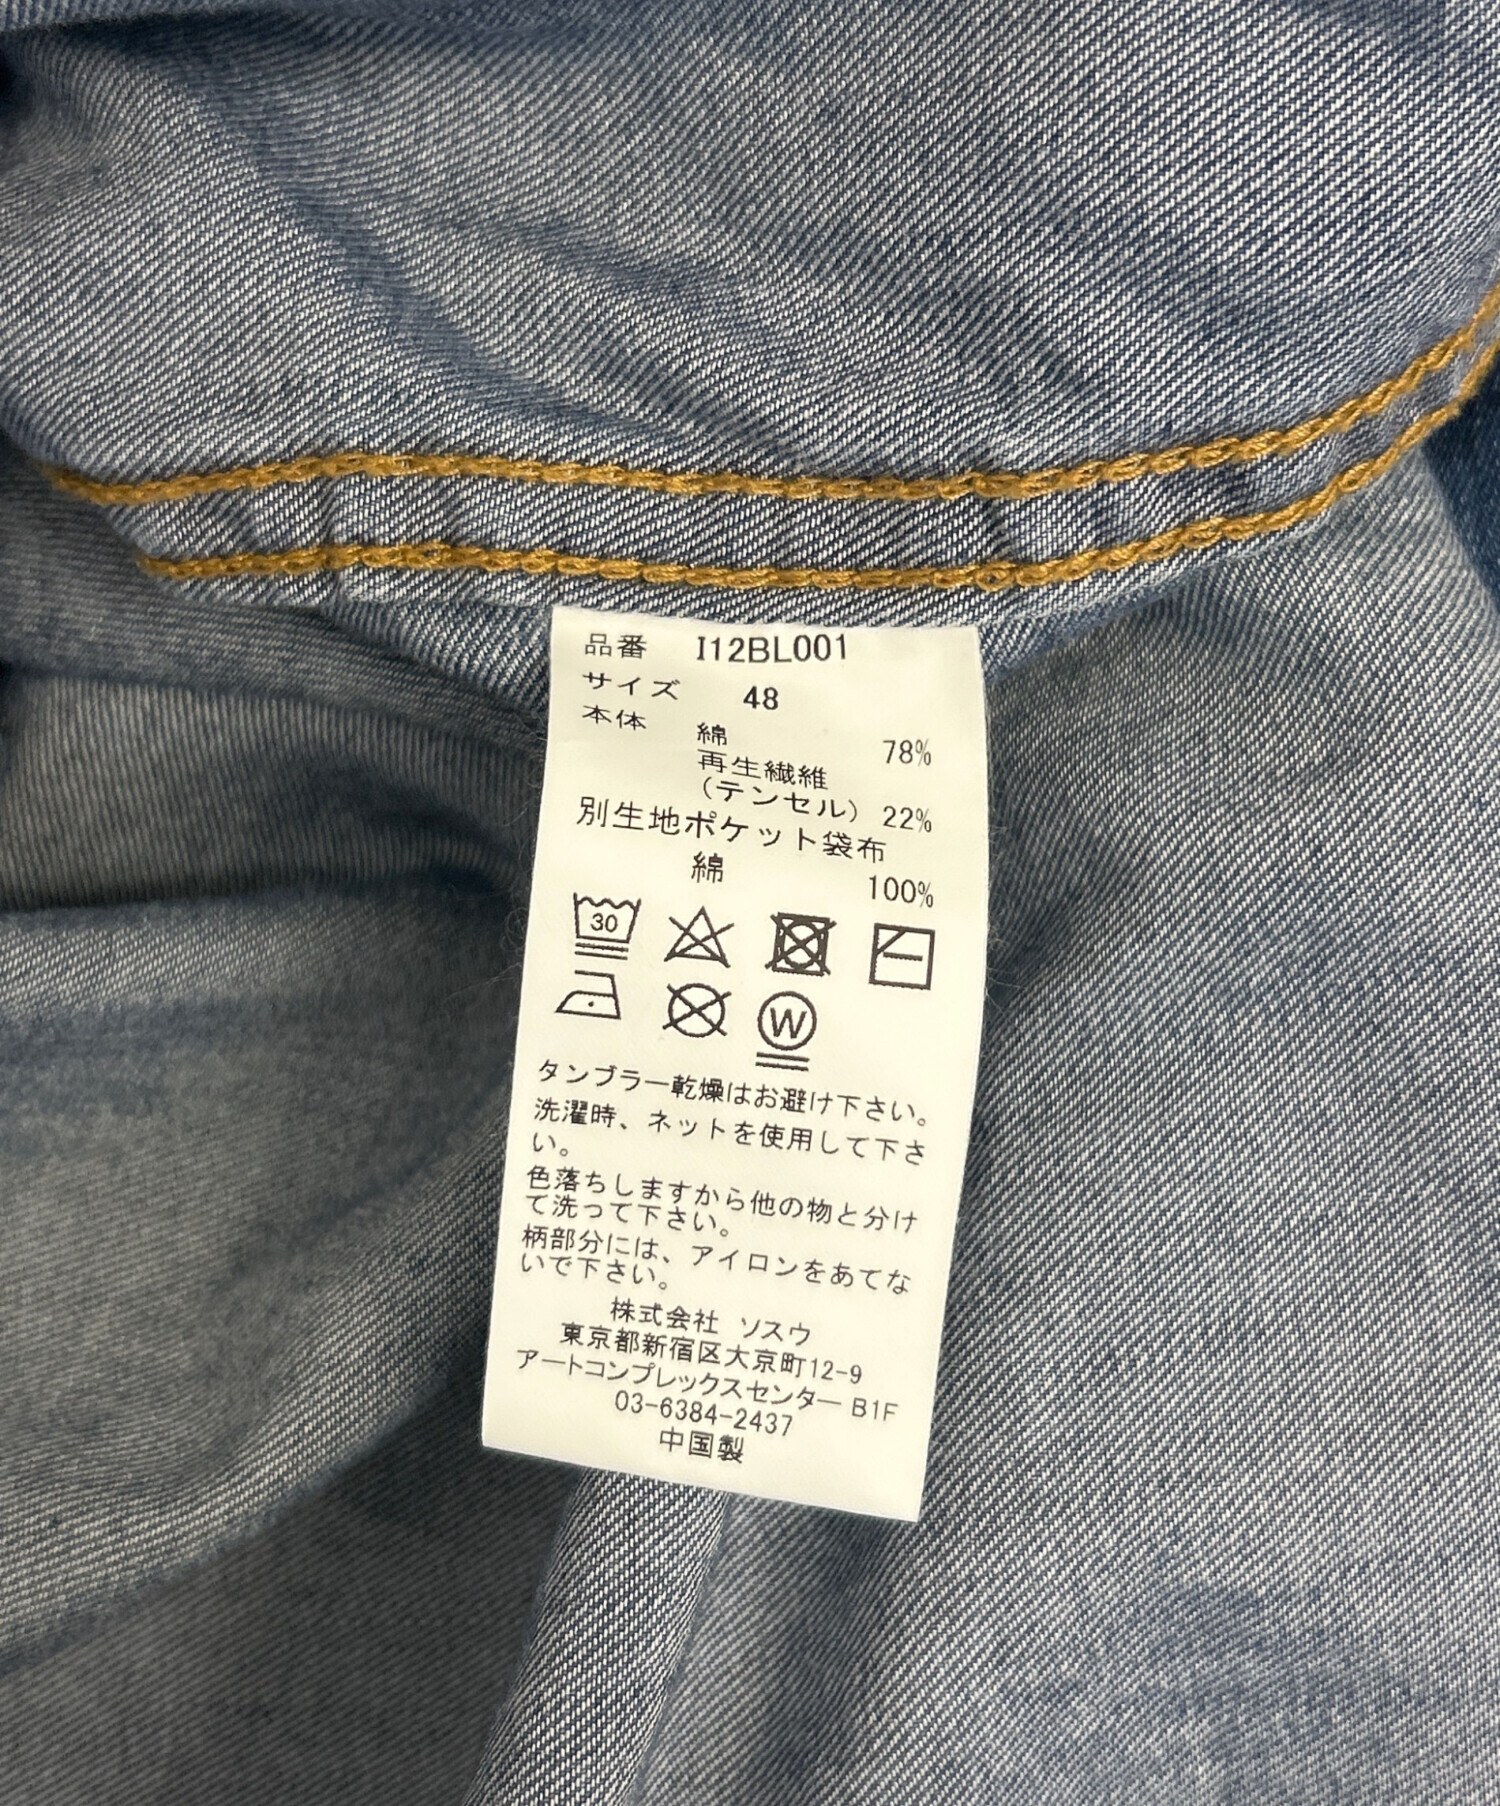 品番 I12BL001
サイズ 48
本体 綿 78%
再生繊維
(テンセル) 22%
別生地ポケット袋布
綿 100%
30
W
タンブラー乾燥はお避け下さい。
洗濯時、ネットを使用して下さ
い。
色落ちしますから他の物と分け
て洗って下さい。
柄部分には、アイロンをあてな
いで下さい。
株式会社 ソスウ
東京都新宿区大京町12-9
アートコンプレックスセンター B1F
03-6384-2437
中国製